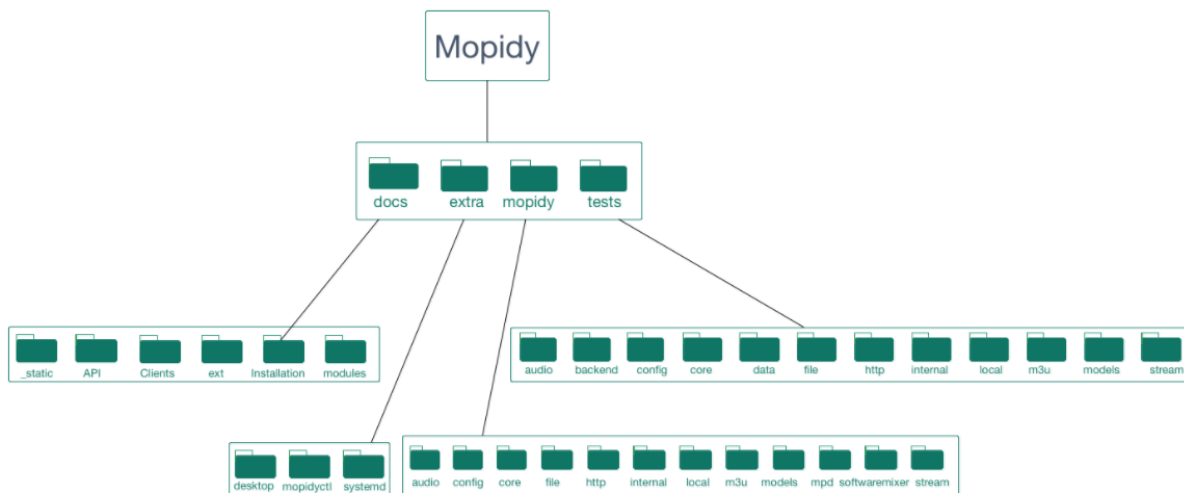 Mopidy
docs extra mopidy tests
_static API Clients ext Installation modules
audio backend config core data file http internal local m3u models stream
desktop mopidyctl systemd
audio config core file http internal local m3u models mpd softwaremixer stream